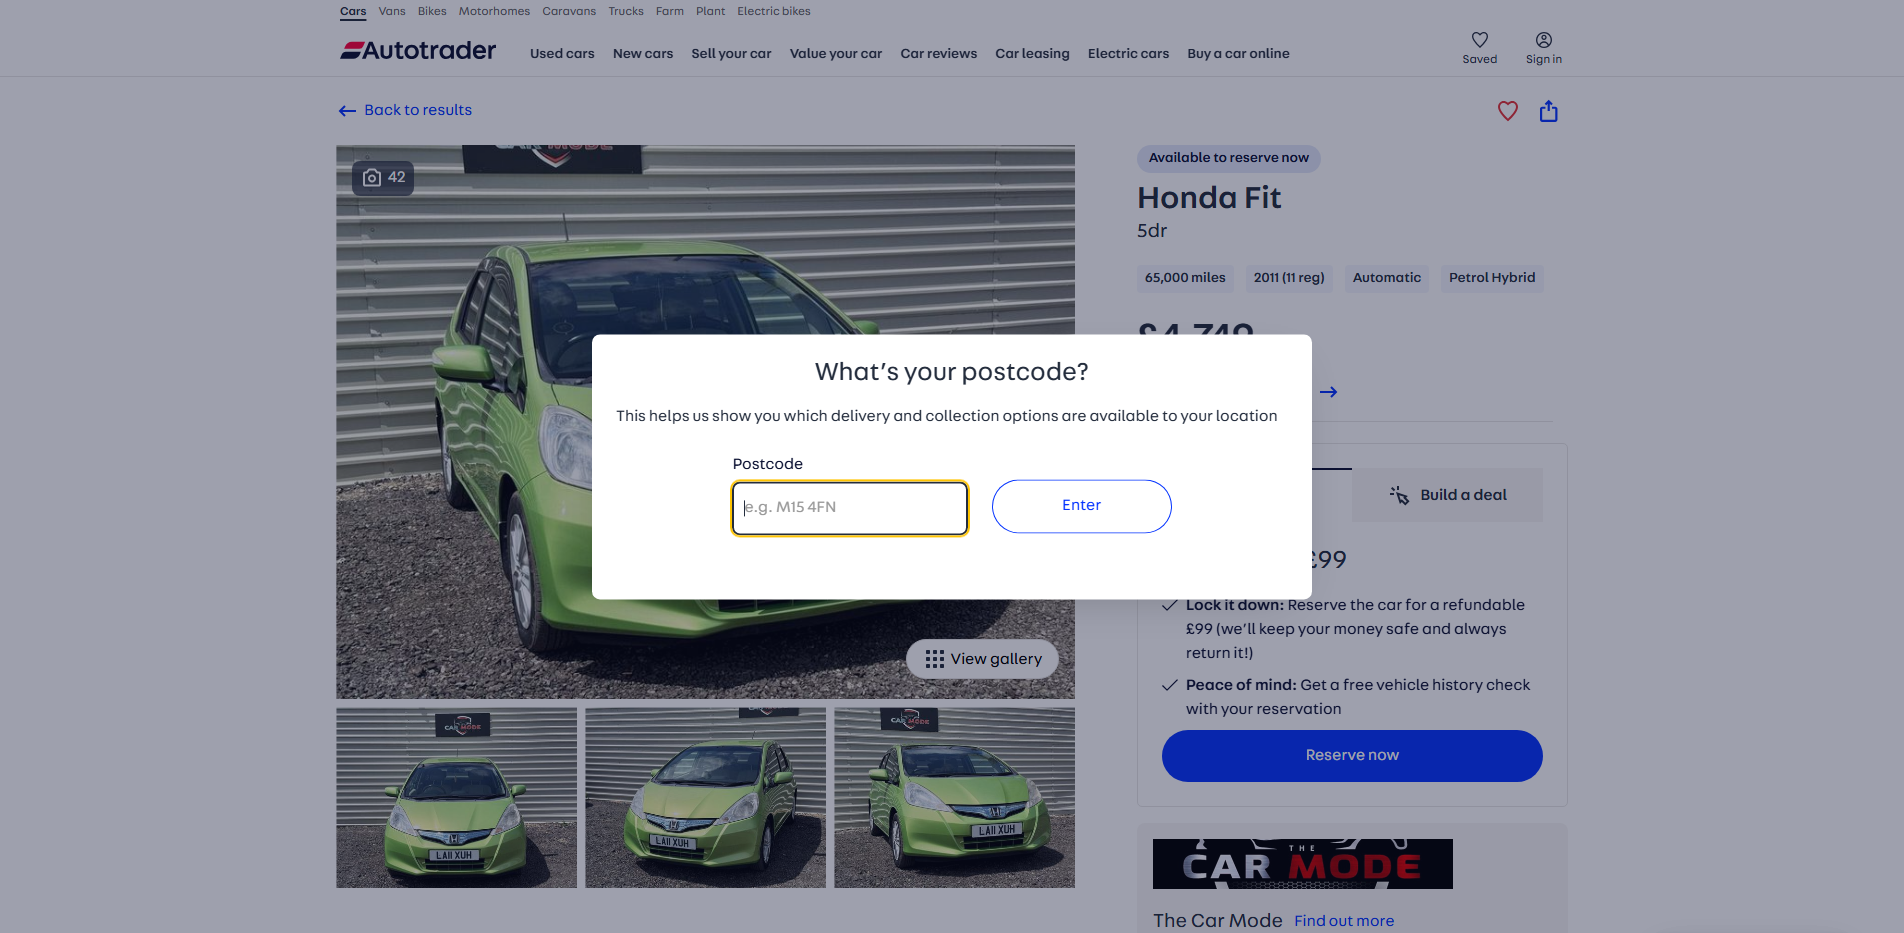 Cars Vans Bikes Motorhomes Caravans Trucks Farm Plant Electric bikes
Autotrader
Used cars New cars Sell your car Value your car Car reviews Car leasing Electric cars Buy a car online
Saved
Sign in
Back to results
42
Available to reserve now
Honda Fit
5dr
65,000 miles
2011 (11 reg)
Automatic
Petrol Hybrid
£4,749
What's your postcode?
This helps us show you which delivery and collection options are available to your location
Postcode
e.g. M15 4FN
Enter
Build a deal
£99
Lock it down: Reserve the car for a refundable
£99 (we'll keep your money safe and always
return it!)
Peace of mind: Get a free vehicle history check
with your reservation
Reserve now
View gallery
CAR MODE
LA11 XUH
LA11 XUH
CAR MODE
LA11 XUH
THE
CAR MODE
The Car Mode Find out more